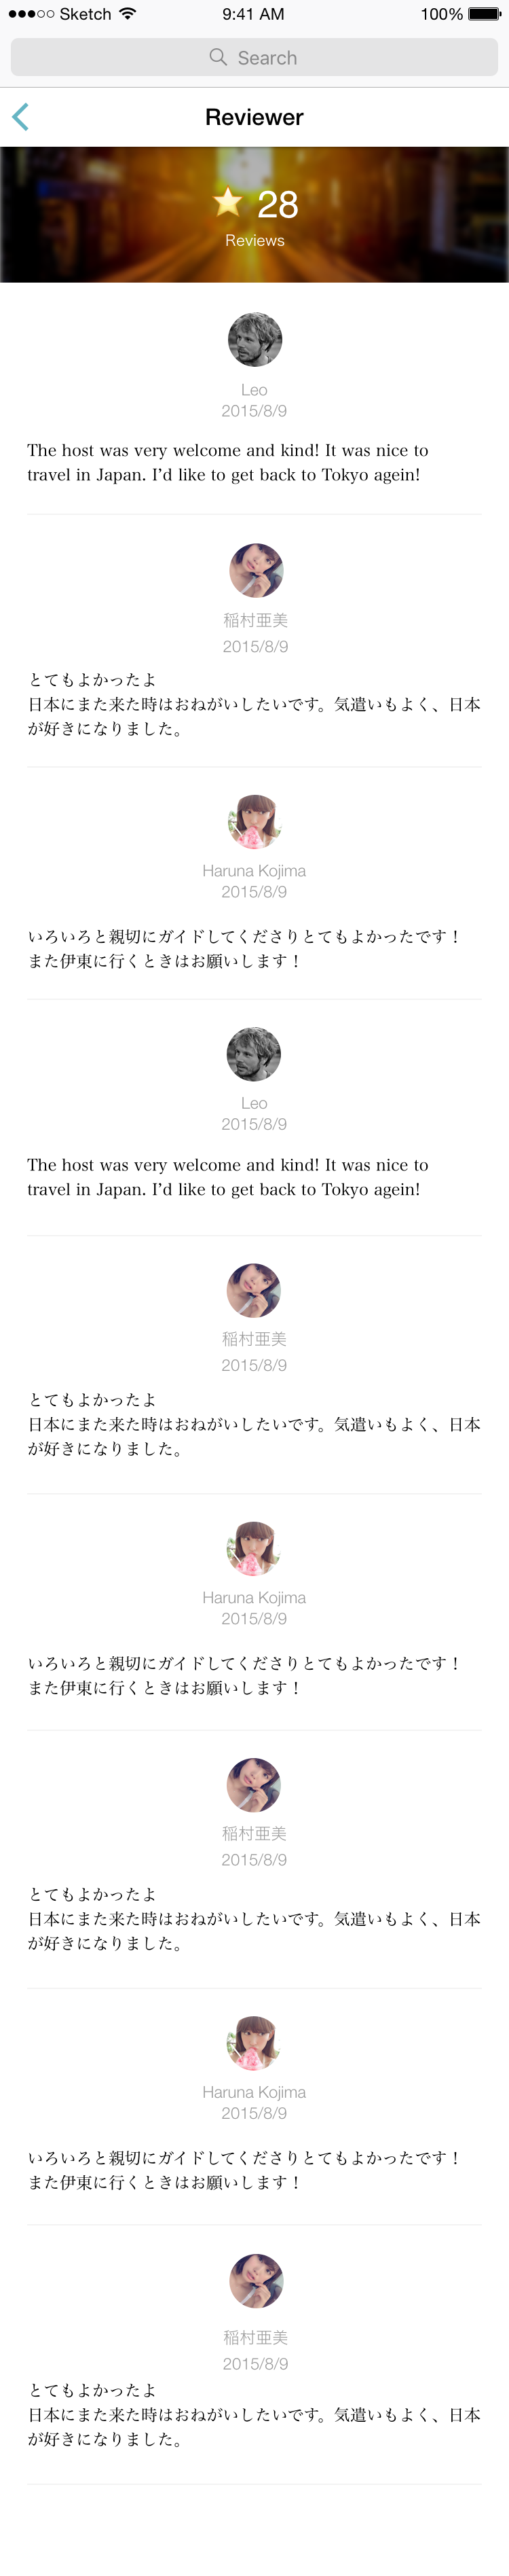 Sketch 9:41 AM 100%
Search
Reviewer
28
Reviews
Leo
2015/8/9
The host was very welcome and kind! It was nice to
travel in Japan. I’d like to get back to Tokyo agein!
稲村亜美
2015/8/9
とてもよかったよ
日本にまた来た時はおねがいしたいです。気遣いもよく、日本
が好きになりました。
Haruna Kojima
2015/8/9
いろいろと親切にガイドしてくださりとてもよかったです！
また伊東に行くときはお願いします！
Leo
2015/8/9
The host was very welcome and kind! It was nice to
travel in Japan. I’d like to get back to Tokyo agein!
稲村亜美
2015/8/9
とてもよかったよ
日本にまた来た時はおねがいしたいです。気遣いもよく、日本
が好きになりました。
Haruna Kojima
2015/8/9
いろいろと親切にガイドしてくださりとてもよかったです！
また伊東に行くときはお願いします！
稲村亜美
2015/8/9
とてもよかったよ
日本にまた来た時はおねがいしたいです。気遣いもよく、日本
が好きになりました。
Haruna Kojima
2015/8/9
いろいろと親切にガイドしてくださりとてもよかったです！
また伊東に行くときはお願いします！
稲村亜美
2015/8/9
とてもよかったよ
日本にまた来た時はおねがいしたいです。気遣いもよく、日本
が好きになりました。